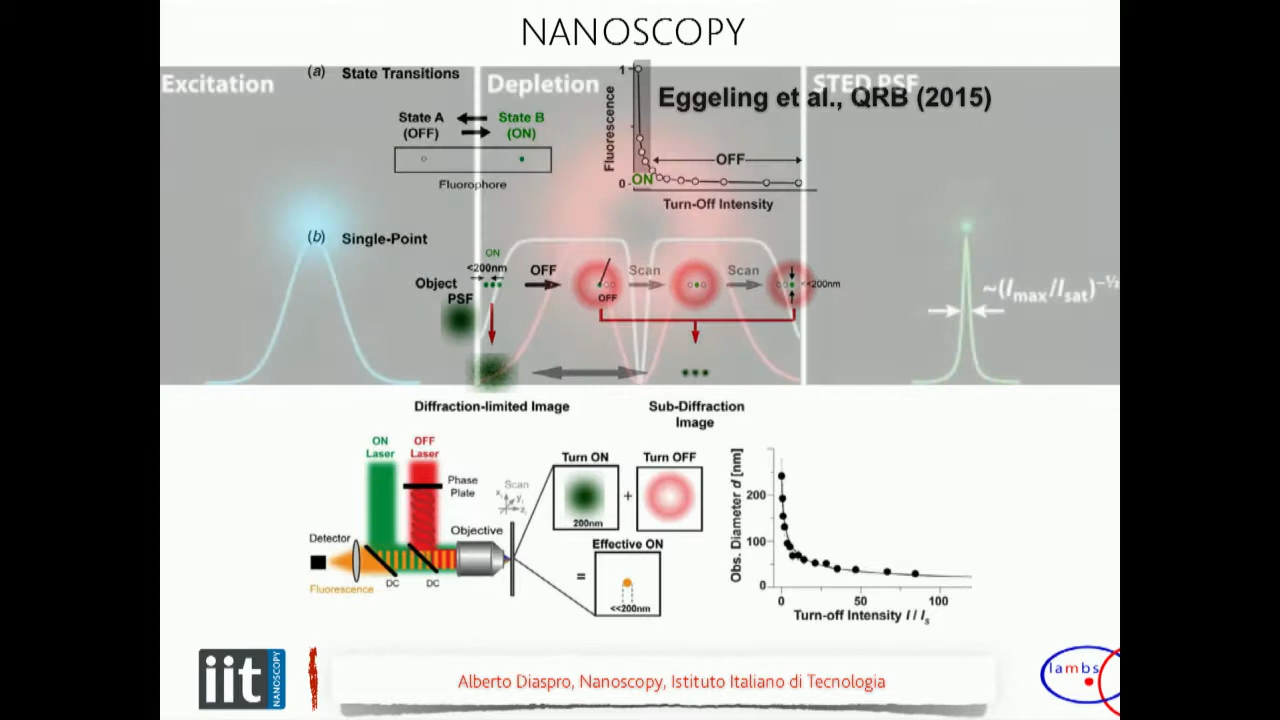 NANOSCOPY
Excitation
Depletion
STED PSF
(a) State Transitions
Eggeling et al., QRB (2015)
State A
(OFF)
State B
(ON)
Fluorophore
Fluorescence
1
0
ON
OFF
Turn-Off Intensity
(b) Single-Point
ON
<200nm
Object
PSF
OFF
OFF
Scan
Scan
<<200nm
~(Imax/Isat)⁻½
Diffraction-limited Image
Sub-Diffraction
Image
ON
Laser
OFF
Laser
Phase
Plate
Scan
x, y, z,
Objective
Detector
Fluorescence
DC
DC
Turn ON
200nm
+
Turn OFF
=
Effective ON
<<200nm
Obs. Diameter d [nm]
200
100
0
0
50
100
Turn-off Intensity I / Is
iit
NANOSCOPY
Alberto Diaspro, Nanoscopy, Istituto Italiano di Tecnologia
lambs